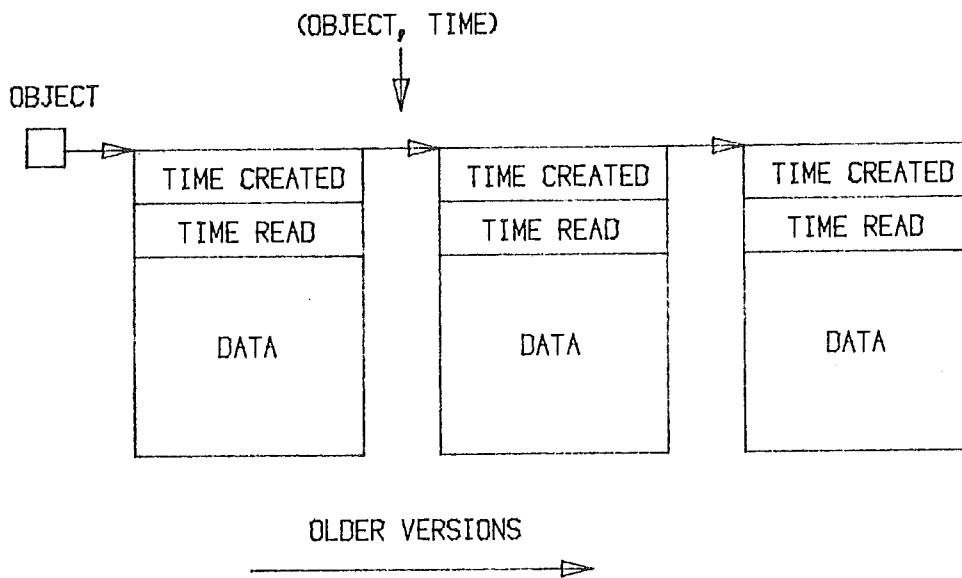 (OBJECT, TIME)
OBJECT
TIME CREATED
TIME READ
DATA
TIME CREATED
TIME READ
DATA
TIME CREATED
TIME READ
DATA
OLDER VERSIONS